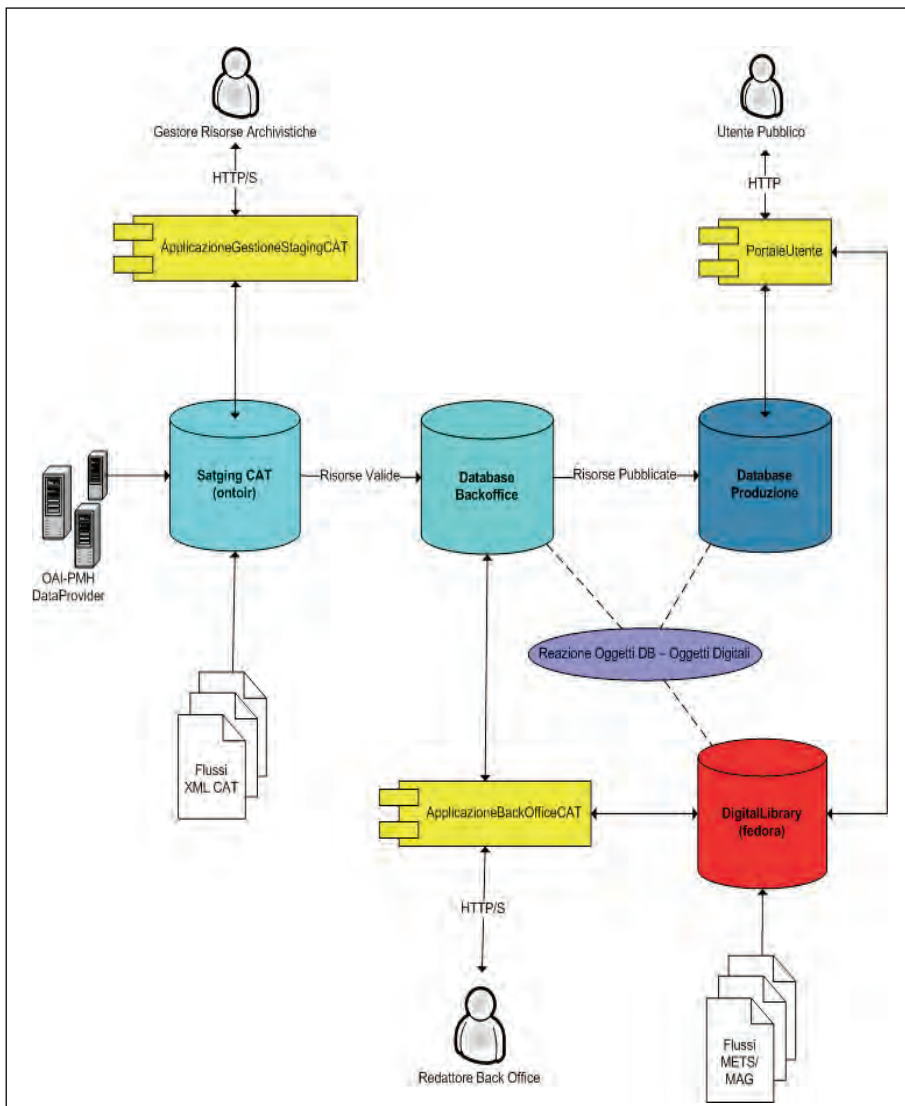 Gestore Risorse Archivistiche
Utente Pubblico
HTTP/S
HTTP
ApplicazioneGestioneStagingCAT
PortaleUtente
Satging CAT
(ontoir)
Risorse Valide
Database
Backoffice
Risorse Pubblicate
Database
Produzione
OAI-PMH
DataProvider
Reazione Oggetti DB – Oggetti Digitali
Flussi
XML CAT
ApplicazioneBackOfficeCAT
DigitalLibrary
(fedora)
HTTP/S
Redattore Back Office
Flussi
METS/
MAG